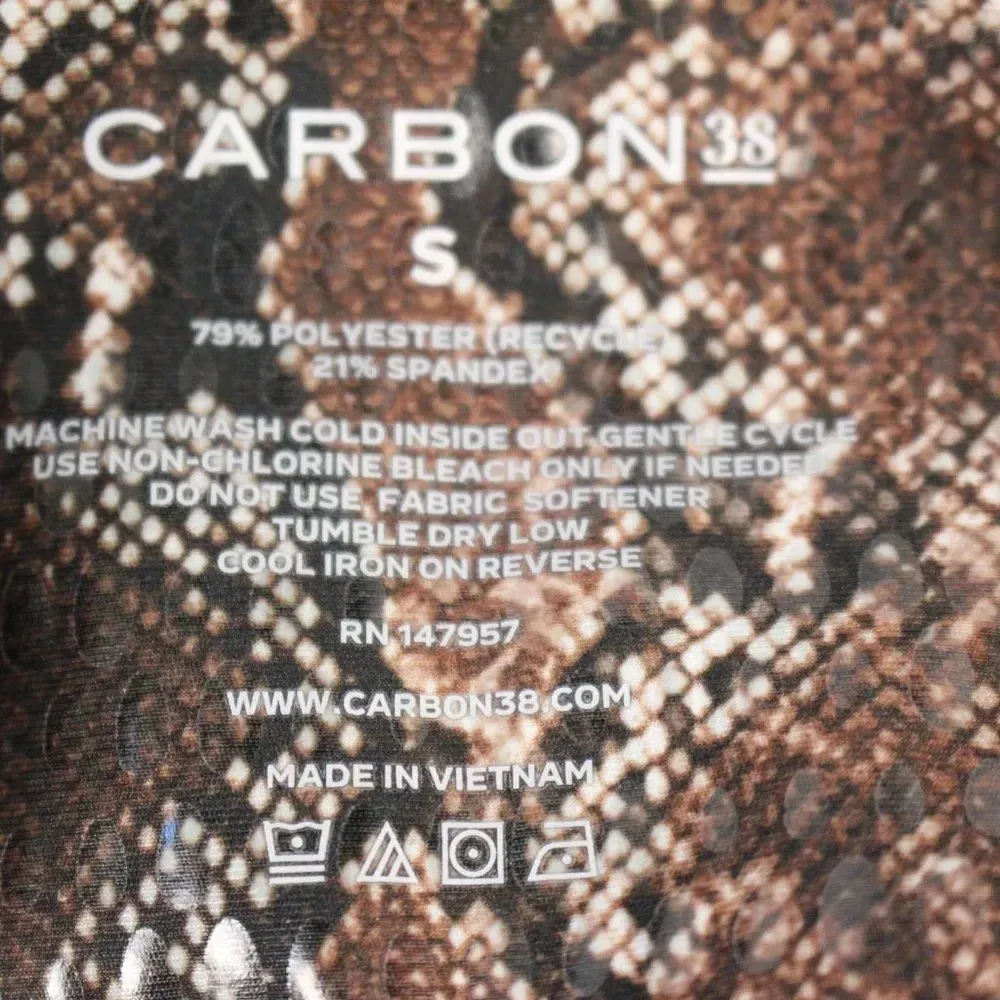 CARBON38
S
79% POLYESTER (RECYCLE)
21% SPANDEX
MACHINE WASH COLD INSIDE OUT GENTLE CYCLE
USE NON-CHLORINE BLEACH ONLY IF NEEDED
DO NOT USE FABRIC SOFTENER
TUMBLE DRY LOW
COOL IRON ON REVERSE
RN 147957
WWW.CARBON38.COM
MADE IN VIETNAM